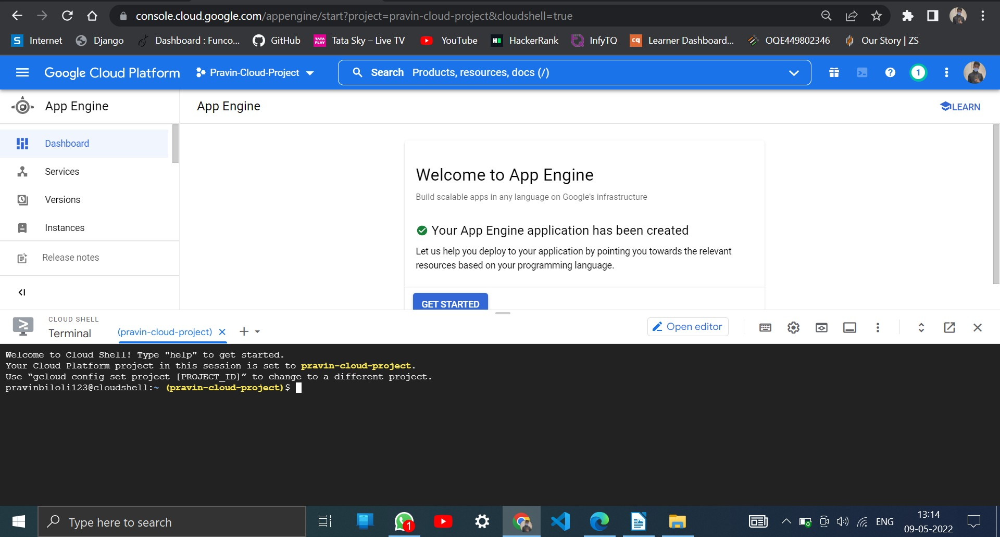 console.cloud.google.com/appengine/start?project=pravin-cloud-project&cloudshell=true
S Internet Django Dashboard : Funco... GitHub TATA PLAY Tata Sky – Live TV YouTube H HackerRank InfyTQ cq Learner Dashboard... OQE449802346 Our Story | ZS
Google Cloud Platform Pravin-Cloud-Project Search Products, resources, docs (/) 1
App Engine
App Engine
LEARN
Dashboard
Services
Versions
Instances
Release notes
Welcome to App Engine
Build scalable apps in any language on Google's infrastructure
Your App Engine application has been created
Let us help you deploy to your application by pointing you towards the relevant
resources based on your programming language.
GET STARTED
CLOUD SHELL
Terminal
(pravin-cloud-project)
Open editor
Welcome to Cloud Shell! Type "help" to get started.
Your Cloud Platform project in this session is set to pravin-cloud-project.
Use “gcloud config set project [PROJECT_ID]” to change to a different project.
pravinbiloli123@cloudshell:~ (pravin-cloud-project)$
Type here to search
1
ENG
13:14
09-05-2022